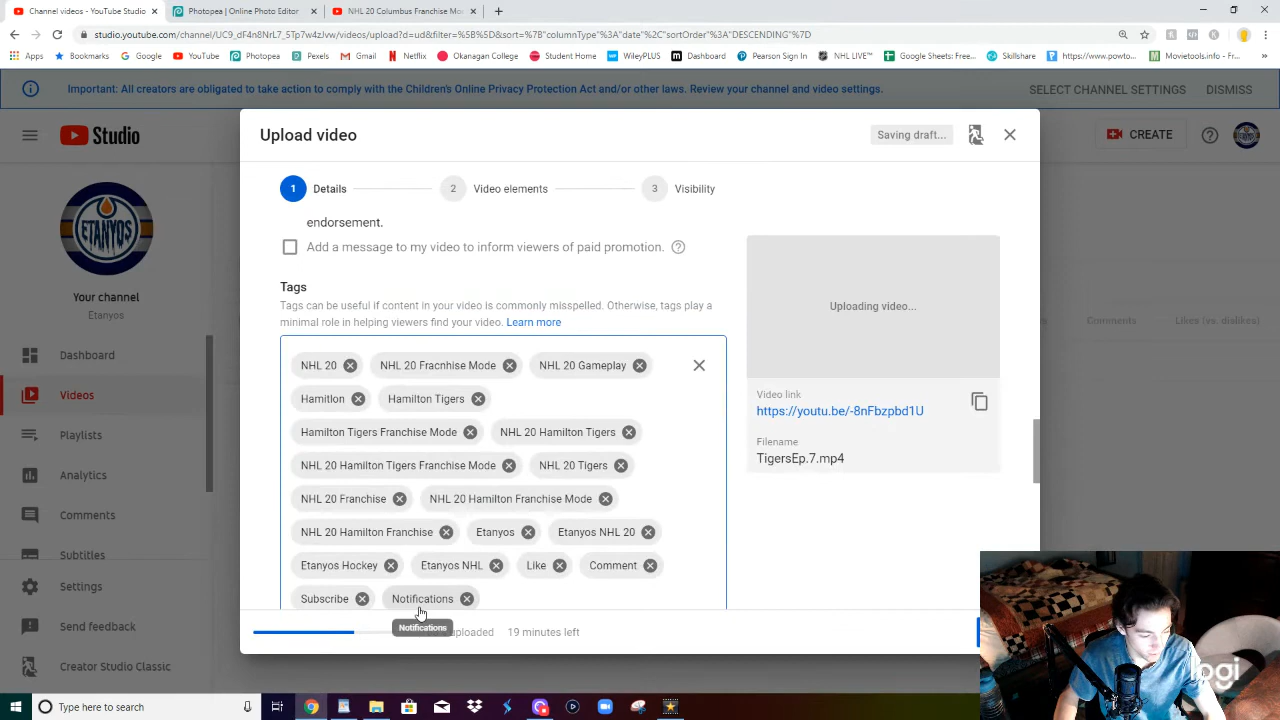 Channel videos - YouTube Studio
Photopea | Online Photo Editor
NHL 20 Columbus Franchise Mo
studio.youtube.com/channel/UC9_dF4n8NrL7_5Tp7w4zIvw/videos/upload?d=ud&filter=%5B%5D&sort=%7B"columnType"%3A"date"%2C"sortOrder"%3A"DESCENDING"%7D
Apps Bookmarks Google YouTube Photopea Pexels Gmail Netflix Okanagan College Student Home WileyPLUS Dashboard Pearson Sign In NHL LIVE™ Google Sheets: Free... Skillshare https://www.powto... Movietools.info - Fr... »
Important: All creators are obligated to take action to comply with the Children's Online Privacy Protection Act and/or other laws. Review your channel and video settings.
SELECT CHANNEL SETTINGS DISMISS
Studio
CREATE
ETANYOS
Your channel
Etanyos
Dashboard
Videos
Playlists
Analytics
Comments
Subtitles
Settings
Send feedback
Creator Studio Classic
Comments Likes (vs. dislikes)
Upload video
Saving draft...
1 Details 2 Video elements 3 Visibility
endorsement.
Add a message to my video to inform viewers of paid promotion.
Tags
Tags can be useful if content in your video is commonly misspelled. Otherwise, tags play a
minimal role in helping viewers find your video. Learn more
NHL 20 NHL 20 Fracnhise Mode NHL 20 Gameplay
Hamitlon Hamilton Tigers
Hamilton Tigers Franchise Mode NHL 20 Hamilton Tigers
NHL 20 Hamilton Tigers Franchise Mode NHL 20 Tigers
NHL 20 Franchise NHL 20 Hamilton Franchise Mode
NHL 20 Hamilton Franchise Etanyos Etanyos NHL 20
Etanyos Hockey Etanyos NHL Like Comment
Subscribe Notifications
Notifications
uploaded 19 minutes left
Uploading video...
Video link
https://youtu.be/-8nFbzpbd1U
Filename
TigersEp.7.mp4
logi
Type here to search